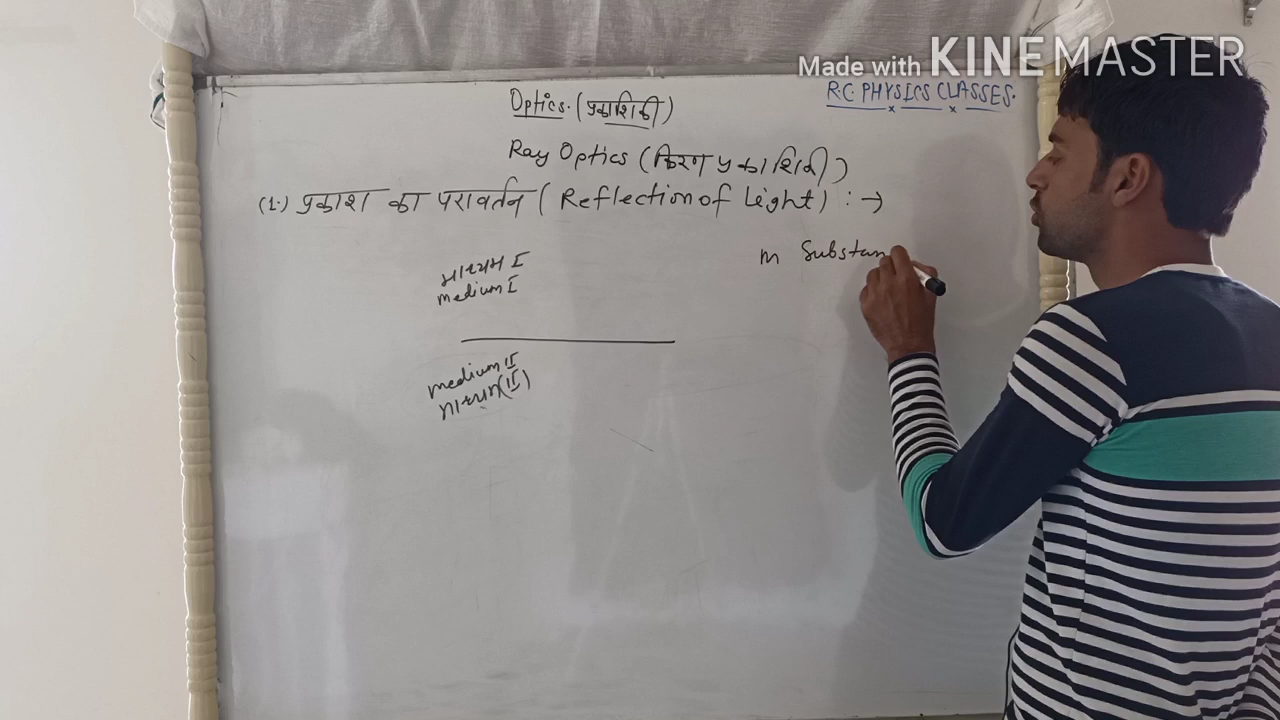 Made with KINEMASTER
RC PHYSICS CLASSES.
Optics. (प्रकाशिकी)
Ray Optics (किरण प्रकाशिकी)
(1.) प्रकाश का परावर्तन ( Reflection of Light ) : →
माध्यम I
medium I
m Substan
medium II
माध्यम (II)